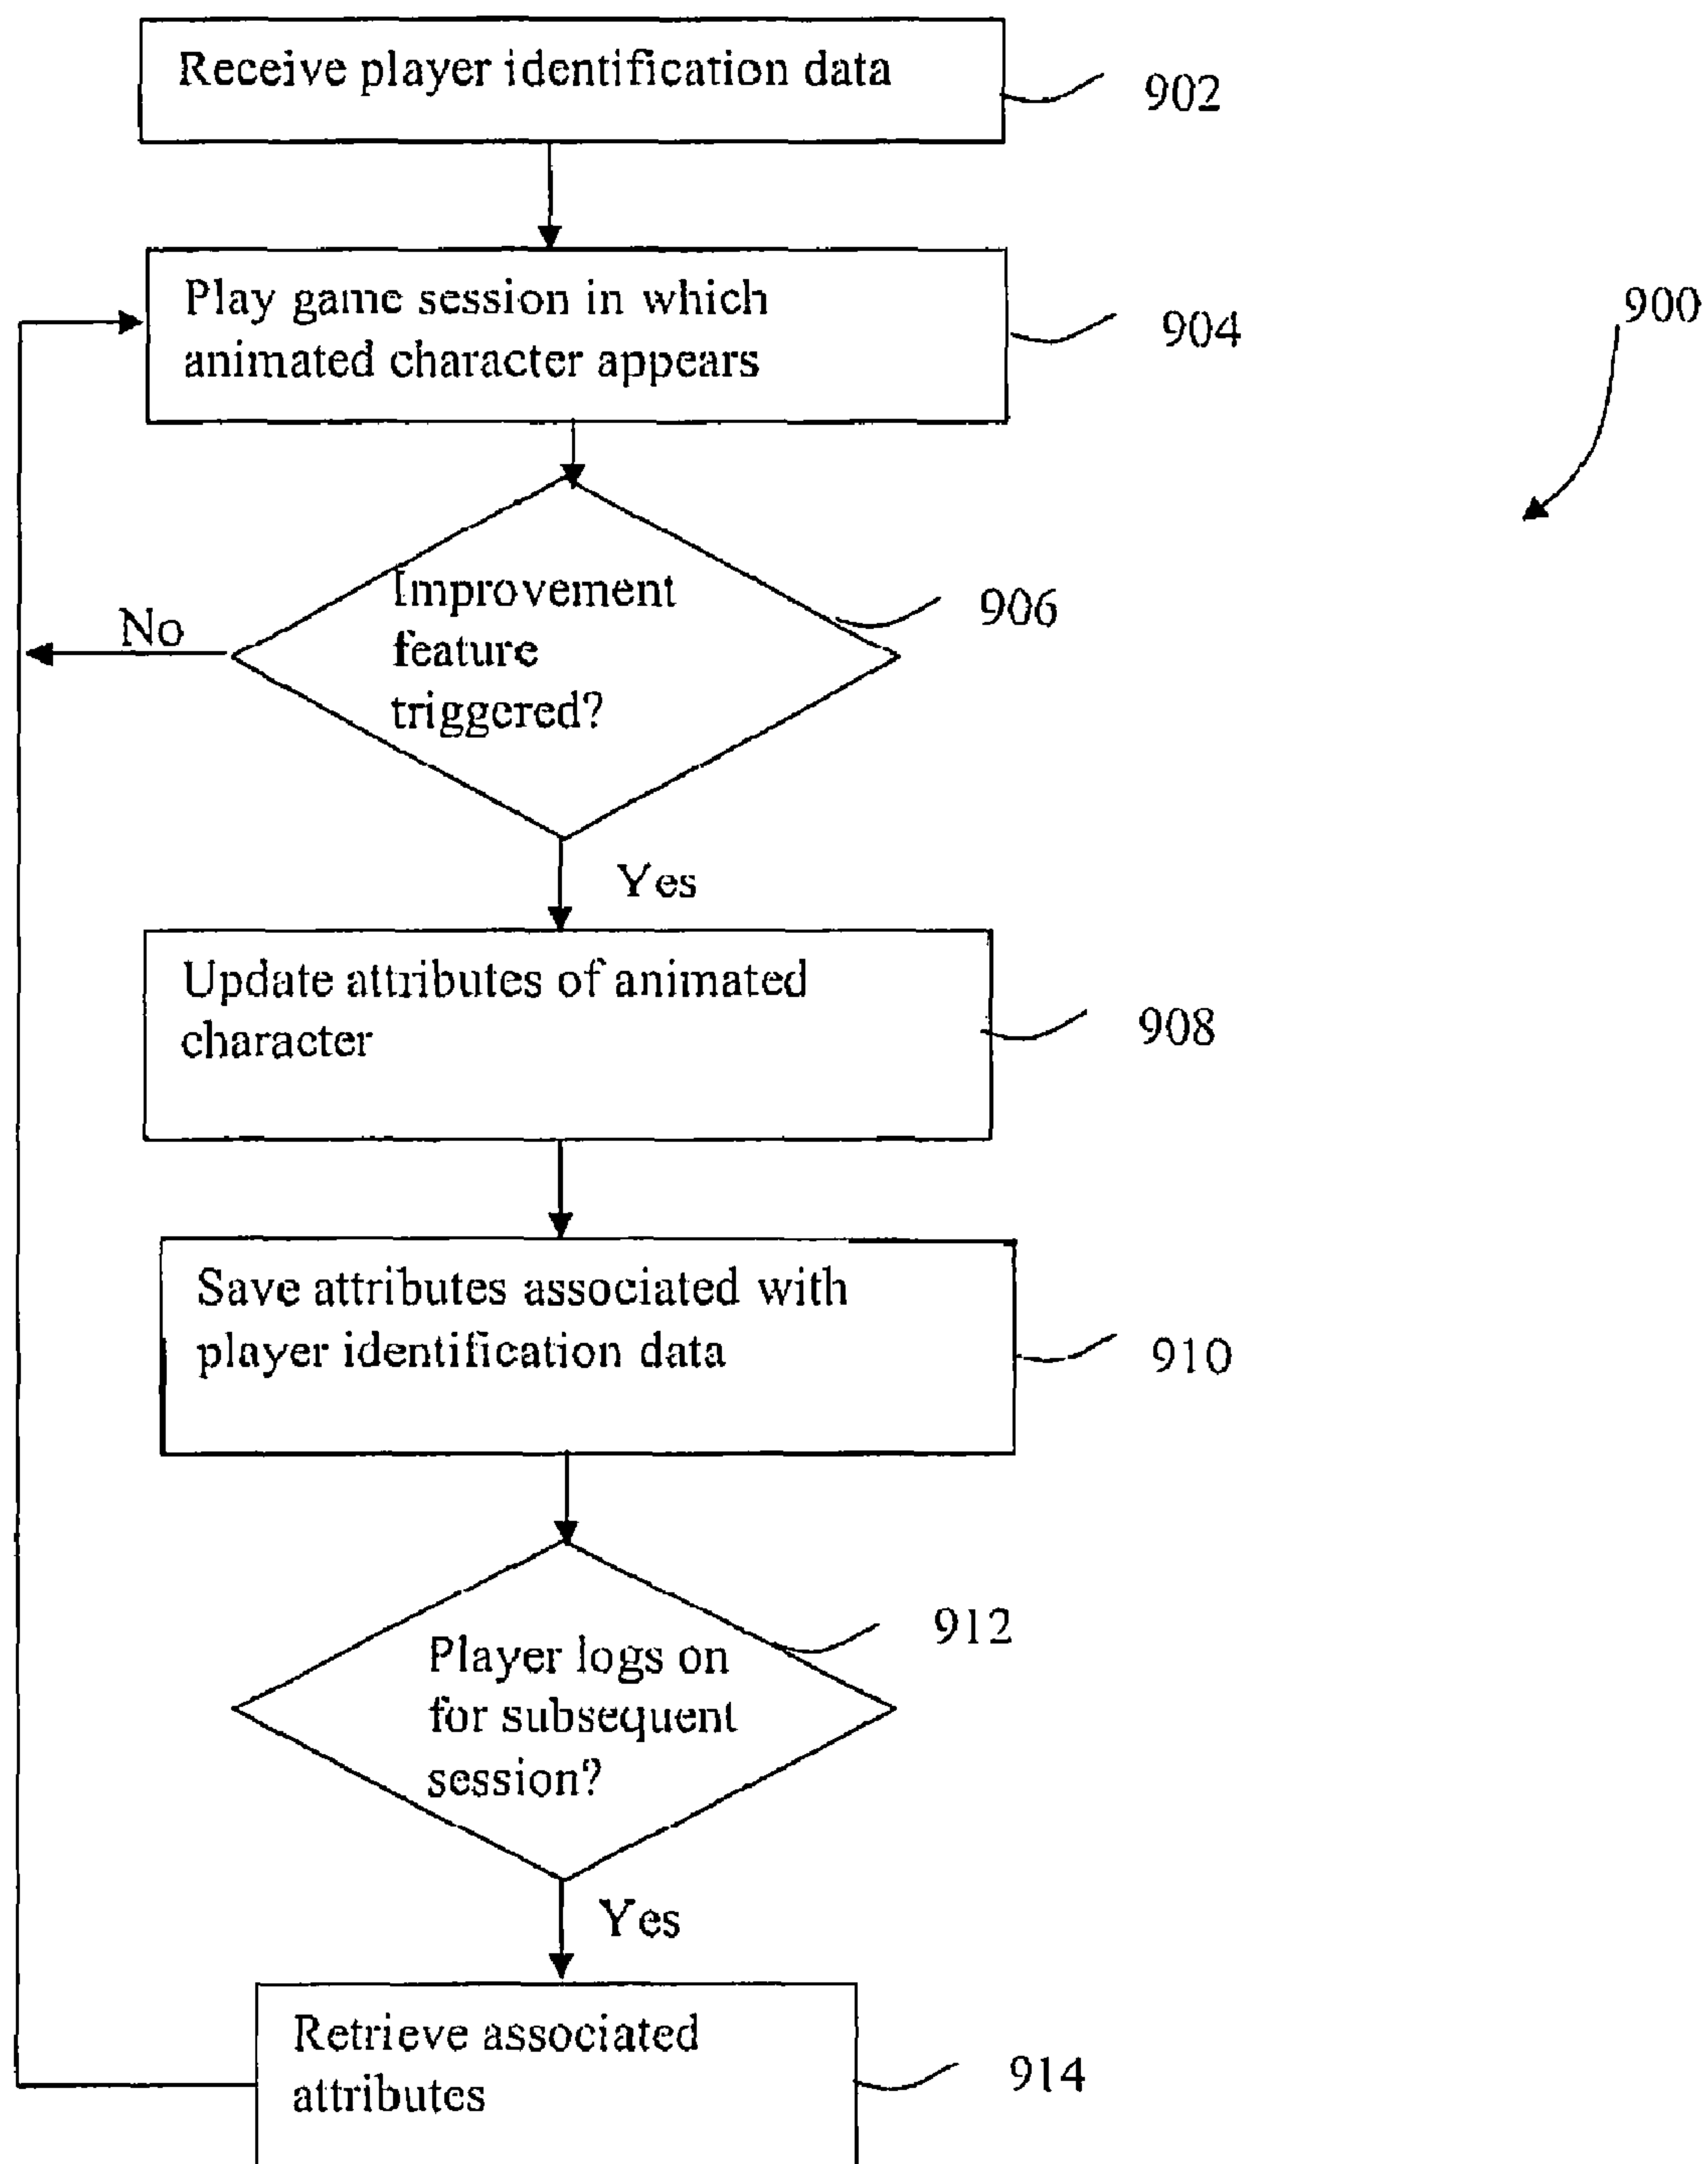 Receive player identification data
902
Play game session in which
animated character appears
904
900
Improvement
feature
triggered?
906
No
Yes
Update attributes of animated
character
908
Save attributes associated with
player identification data
910
Player logs on
for subsequent
session?
912
Yes
Retrieve associated
attributes
914